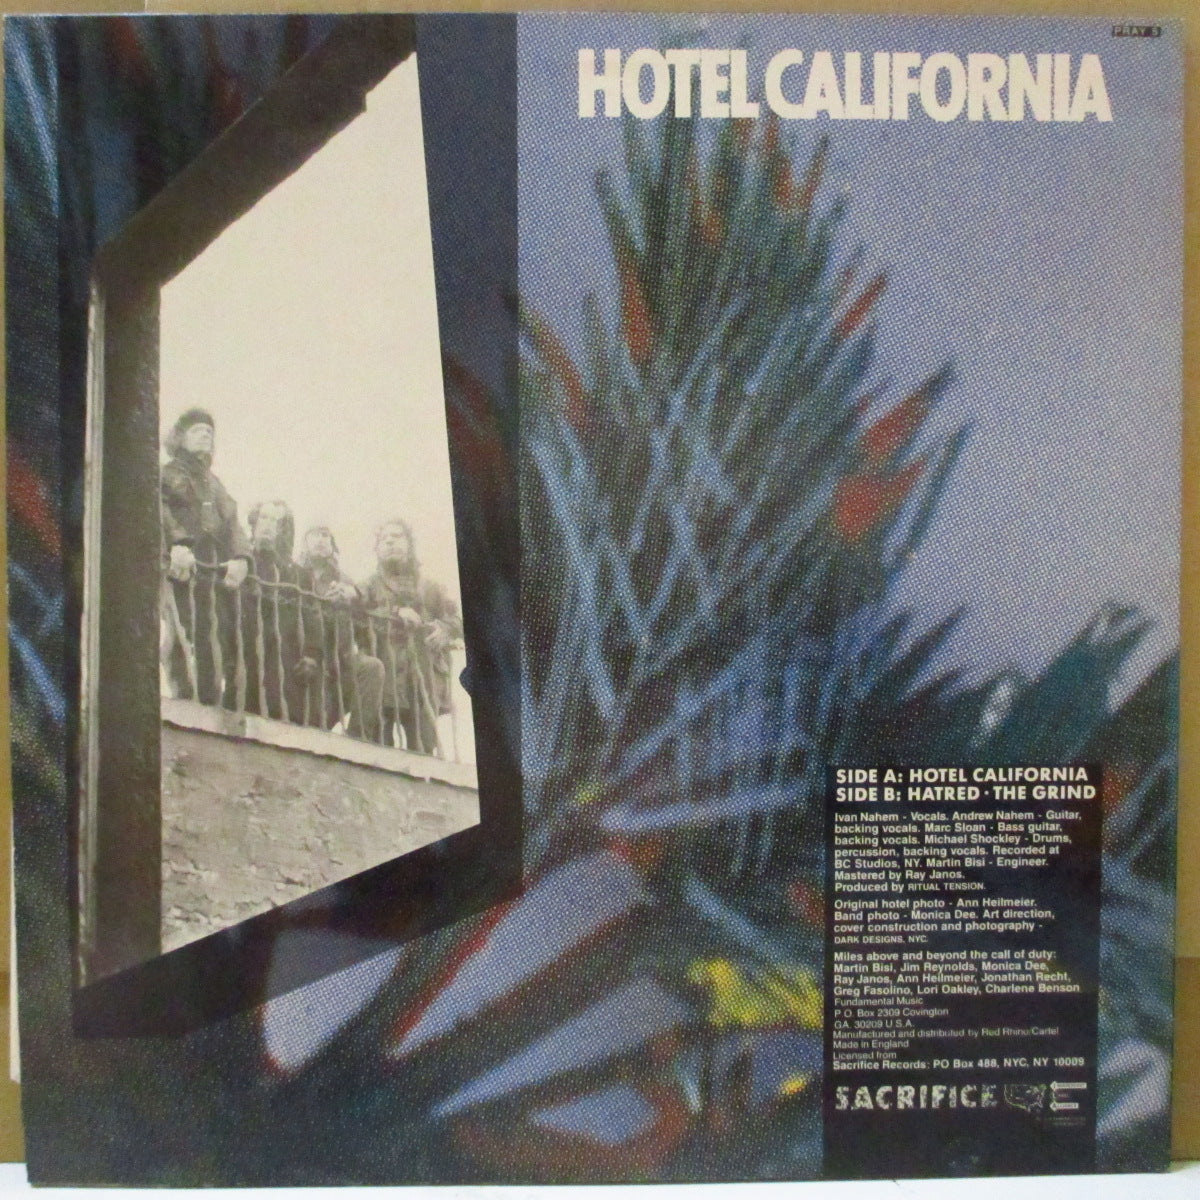 PRAY 5
HOTEL CALIFORNIA
SIDE A: HOTEL CALIFORNIA
SIDE B: HATRED · THE GRIND
Ivan Nahem - Vocals. Andrew Nahem - Guitar,
backing vocals. Marc Sloan - Bass guitar,
backing vocals. Michael Shockley - Drums,
percussion, backing vocals. Recorded at
BC Studios, NY. Martin Bisi - Engineer.
Mastered by Ray Janos.
Produced by RITUAL TENSION.
Original hotel photo - Ann Heilmeier.
Band photo - Monica Dee. Art direction,
cover construction and photography -
DARK DESIGNS, NYC.
Miles above and beyond the call of duty:
Martin Bisi, Jim Reynolds, Monica Dee,
Ray Janos, Ann Heilmeier, Jonathan Recht,
Greg Fasolino, Lori Oakley, Charlene Benson
Fundamental Music
P.O. Box 2309 Covington
GA. 30209 U.S.A.
Manufactured and distributed by Red Rhino/Cartel
Made in England
Licensed from
Sacrifice Records: PO Box 488, NYC, NY 10009
SACRIFICE